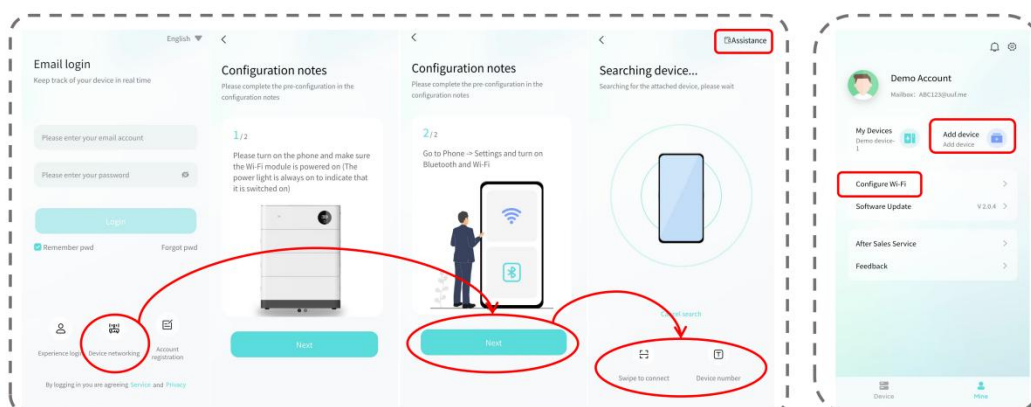 English ▼
Email login
Keep track of your device in real time
Please enter your email account
Please enter your password
Login
Remember pwd
Forgot pwd
Experience login
Device networking
Account
registration
By logging in you are agreeing Service and Privacy
Configuration notes
Please complete the pre-configuration in the
configuration notes
1/2
Please turn on the phone and make sure
the Wi-Fi module is powered on (The
power light is always on to indicate that
it is switched on)
Next
Configuration notes
Please complete the pre-configuration in the
configuration notes
2/2
Go to Phone -> Settings and turn on
Bluetooth and Wi-Fi
Next
Assistance
Searching device...
Searching for the attached device, please wait
Cancel search
Swipe to connect
Device number
Demo Account
Mailbox: ABC123@uuf.me
My Devices
Demo device-
1
Add device
Add device
Configure Wi-Fi
Software Update
V 2.0.4
After Sales Service
Feedback
Device
Mine